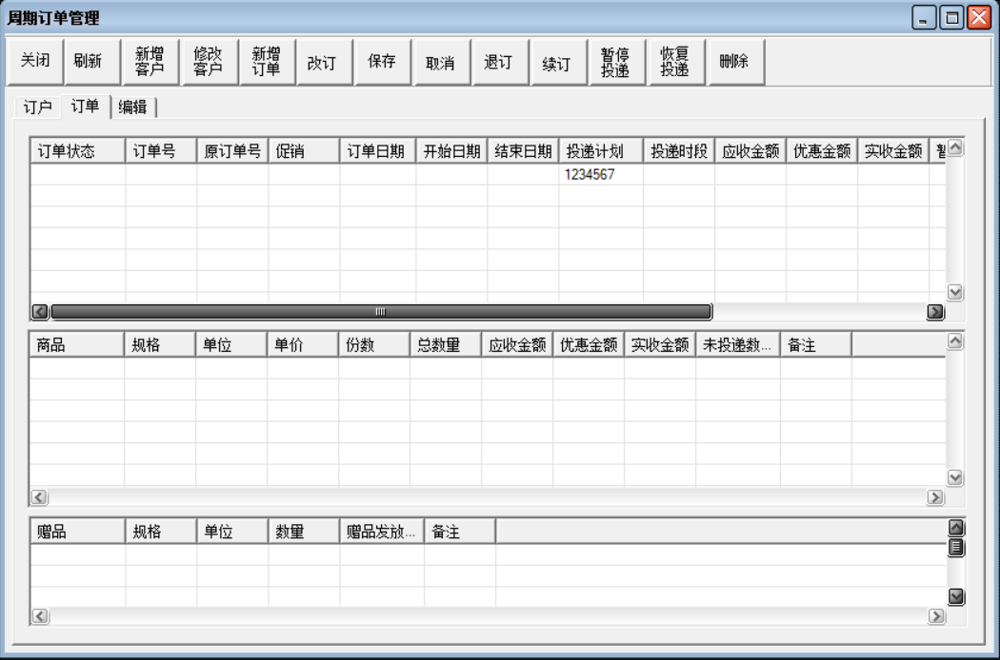 周期订单管理
关闭 刷新 新增客户 修改客户 新增订单 改订 保存 取消 退订 续订 暂停投递 恢复投递 删除
订户 订单 编辑
订单状态 订单号 原订单号 促销 订单日期 开始日期 结束日期 投递计划 投递时段 应收金额 优惠金额 实收金额
1234567
商品 规格 单位 单价 份数 总数量 应收金额 优惠金额 实收金额 未投递数... 备注
赠品 规格 单位 数量 赠品发放... 备注